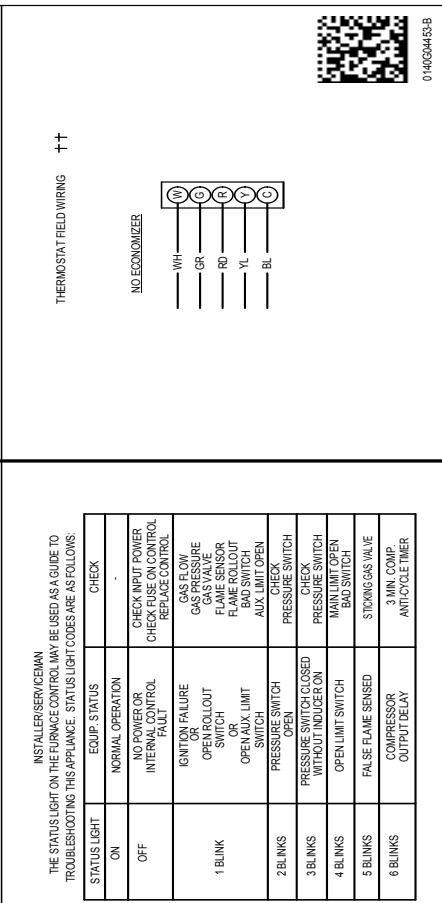 INSTALLER/SERVICEMAN
THE STATUS LIGHT ON THE FURNACE CONTROL MAY BE USED AS A GUIDE TO
TROUBLESHOOTING THIS APPLIANCE. STATUS LIGHT CODES ARE AS FOLLOWS:
STATUS LIGHT EQUIP. STATUS CHECK
ON NORMAL OPERATION -
OFF
NO POWER OR
INTERNAL CONTROL
FAULT
CHECK INPUT POWER
CHECK FUSE ON CONTROL
REPLACE CONTROL
1 BLINK
IGNITION FAILURE
OR
OPEN ROLLOUT
SWITCH
OR
OPEN AUX. LIMIT
SWITCH
GAS FLOW
GAS PRESSURE
GAS VALVE
FLAME SENSOR
FLAME ROLLOUT
BAD SWITCH
AUX. LIMIT OPEN
2 BLINKS
PRESSURE SWITCH
OPEN
CHECK
PRESSURE SWITCH
3 BLINKS
PRESSURE SWITCH CLOSED
WITHOUT INDUCER ON
CHECK
PRESSURE SWITCH
4 BLINKS
OPEN LIMIT SWITCH
MAIN LIMIT OPEN
BAD SWITCH
5 BLINKS FALSE FLAME SENSED STICKING GAS VALVE
6 BLINKS
COMPRESSOR
OUTPUT DELAY
3 MIN. COMP.
ANTI-CYCLE TIMER
THERMOSTAT FIELD WIRING ††
NO ECONOMIZER
WH W
GR G
RD R
YL Y
BL C
0140G04453-B